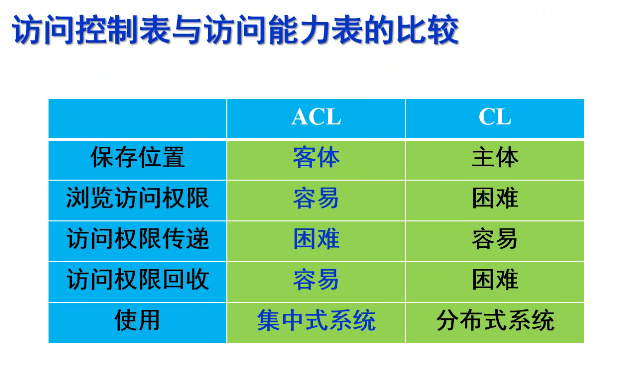 访问控制表与访问能力表的比较
ACL CL
保存位置 客体 主体
浏览访问权限 容易 困难
访问权限传递 困难 容易
访问权限回收 容易 困难
使用 集中式系统 分布式系统